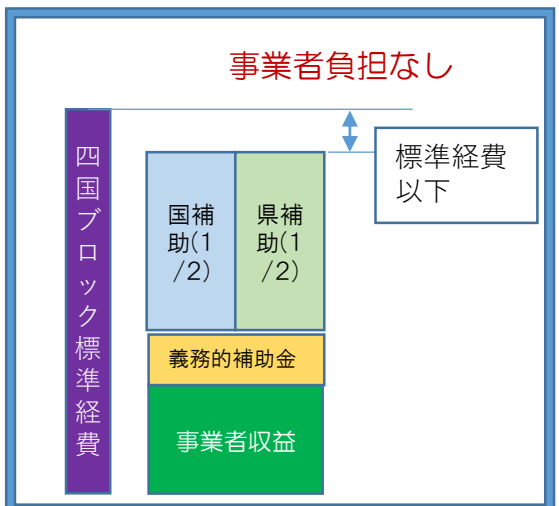 事業者負担なし
四国ブロック標準経費
標準経費
以下
国補
助(1
/2)
県補
助(1
/2)
義務的補助金
事業者収益